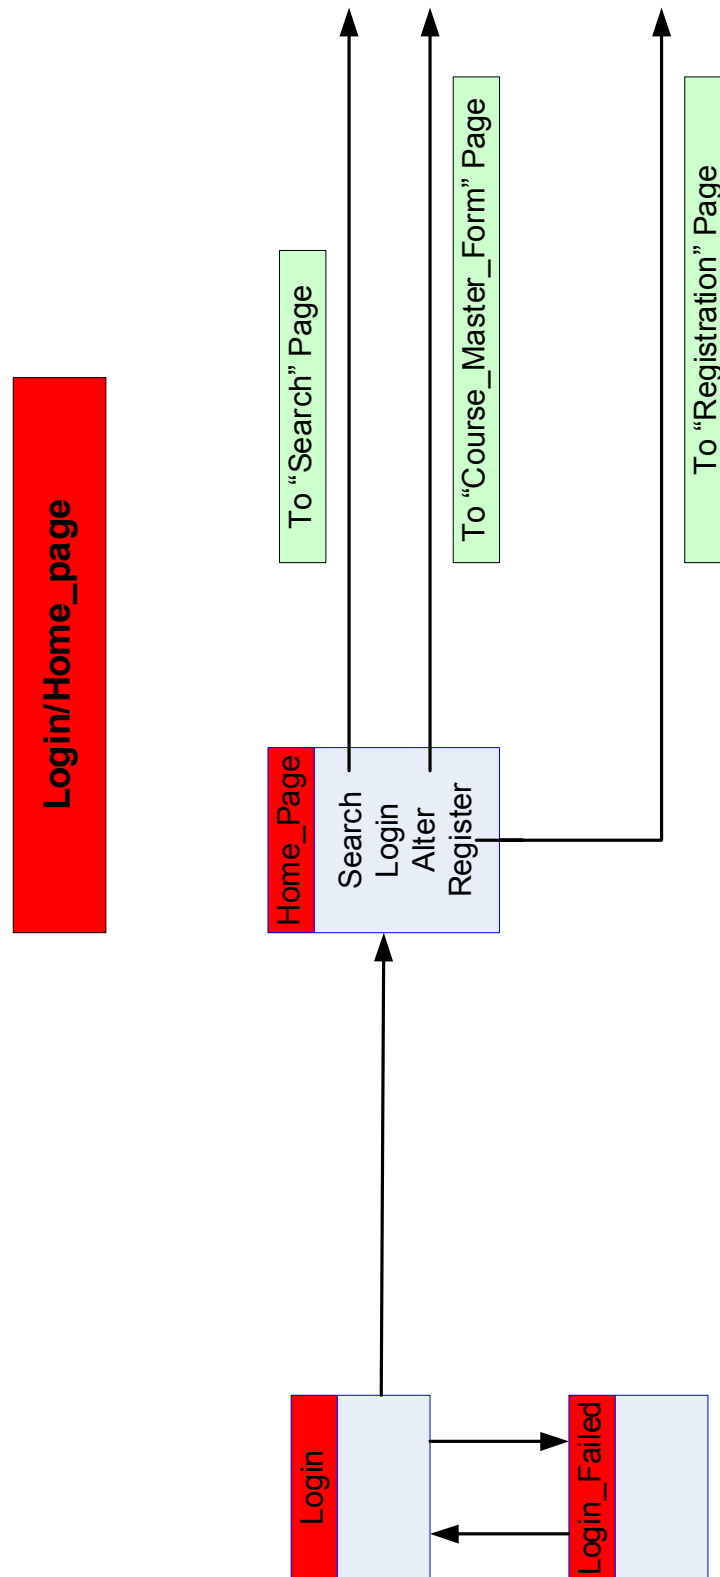 Login/Home_page
Login
Login_Failed
Home_Page
Search
Login
Alter
Register
To “Search” Page
To “Course_Master_Form” Page
To “Registration” Page